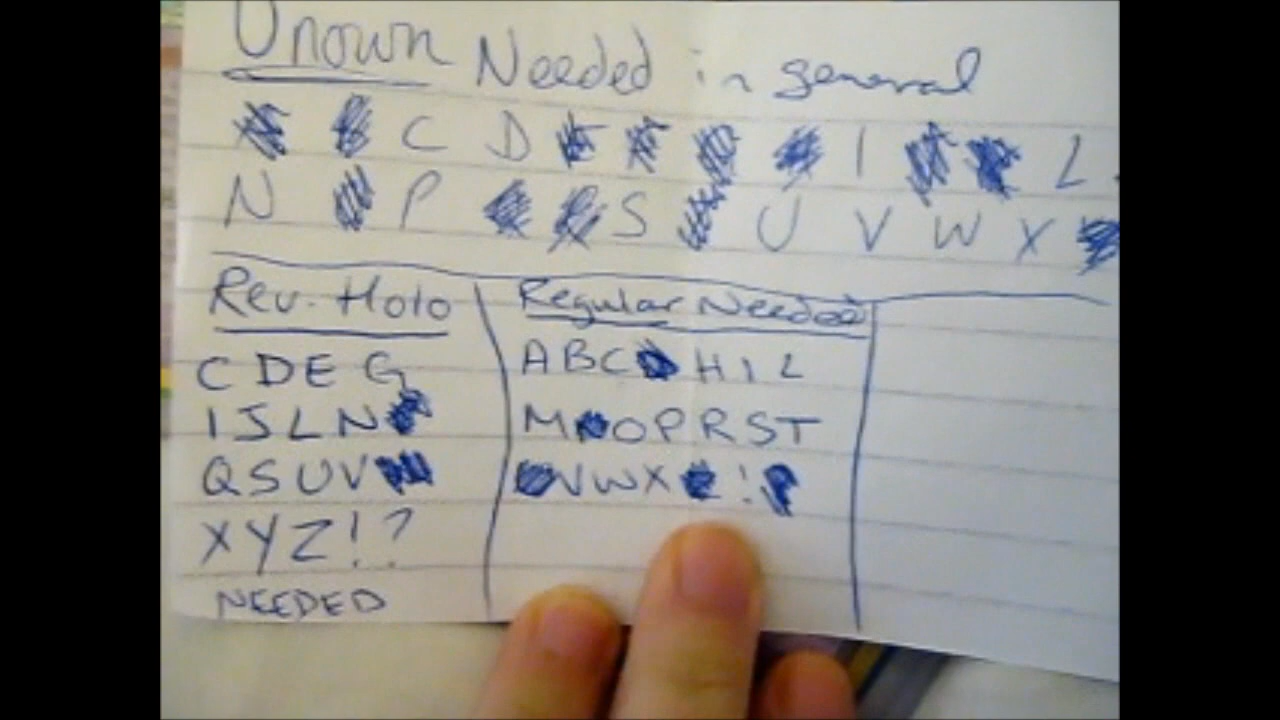 Unown Needed in general
C D I L
N P S U V W X
Rev. Holo
C D E G
I J L N
Q S U V
X Y Z ! ?
NEEDED
Regular Needed
A B C H I L
M O P R S T
V W X !